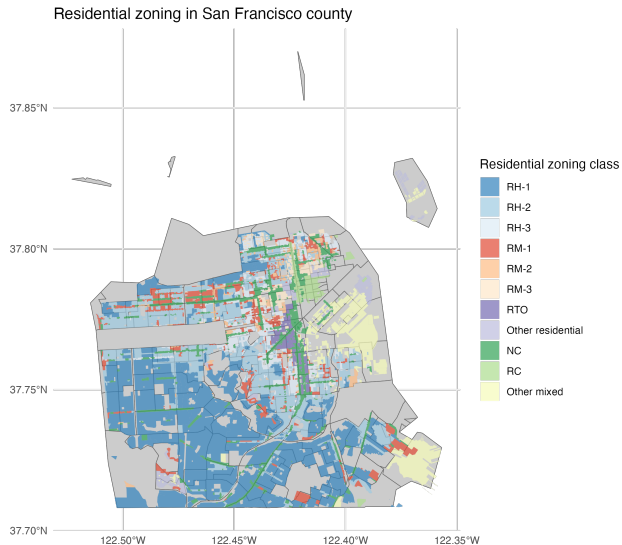 Residential zoning in San Francisco county
37.85°N
37.80°N
37.75°N
37.70°N
122.50°W
122.45°W
122.40°W
122.35°W
Residential zoning class
RH-1
RH-2
RH-3
RM-1
RM-2
RM-3
RTO
Other residential
NC
RC
Other mixed